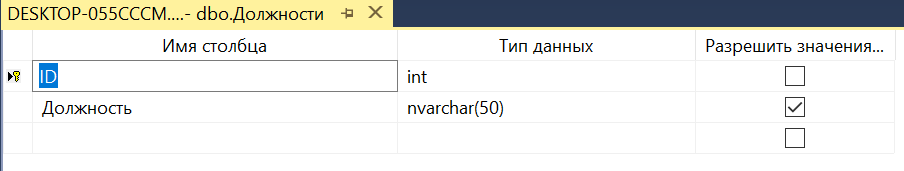 DESKTOP-055CCCM....- dbo.Должности
Имя столбца Тип данных Разрешить значения...
ID int
Должность nvarchar(50)